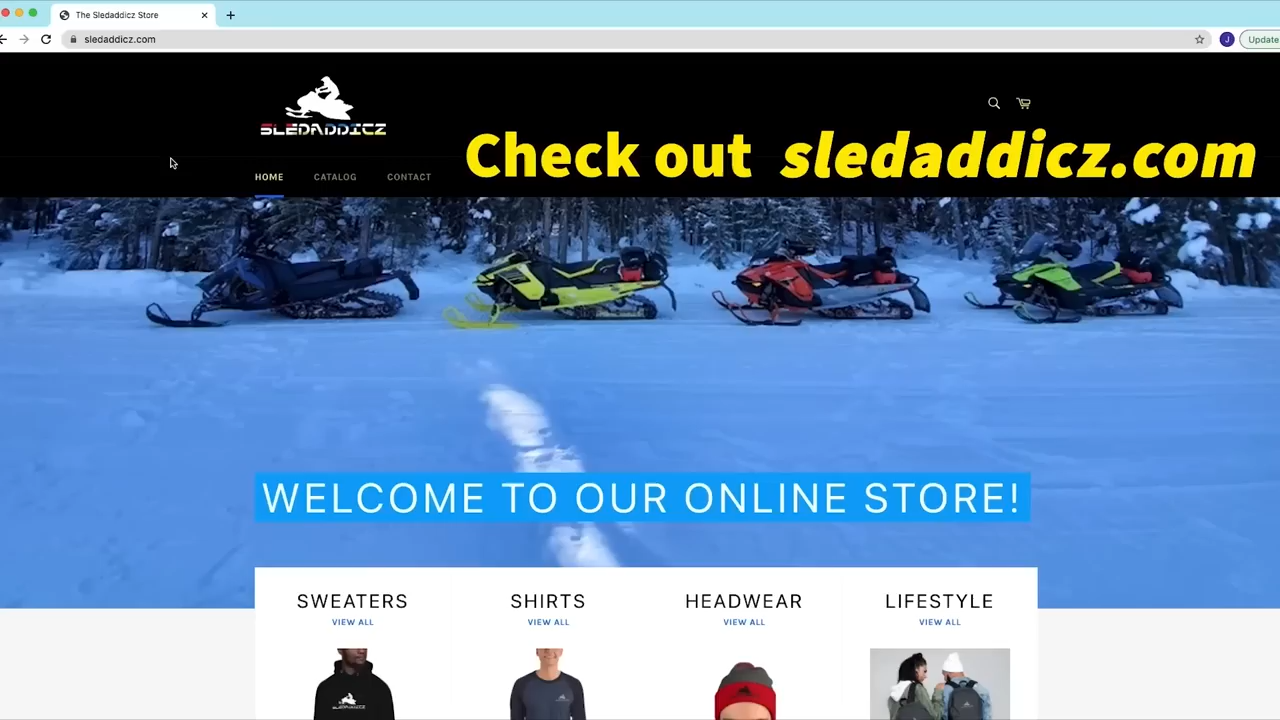 The Sledaddicz Store
sledaddicz.com
J
Update
SLEDADDICZ
Check out sledaddicz.com
HOME CATALOG CONTACT
WELCOME TO OUR ONLINE STORE!
SWEATERS SHIRTS HEADWEAR LIFESTYLE
VIEW ALL VIEW ALL VIEW ALL VIEW ALL
SLEDADDICZ